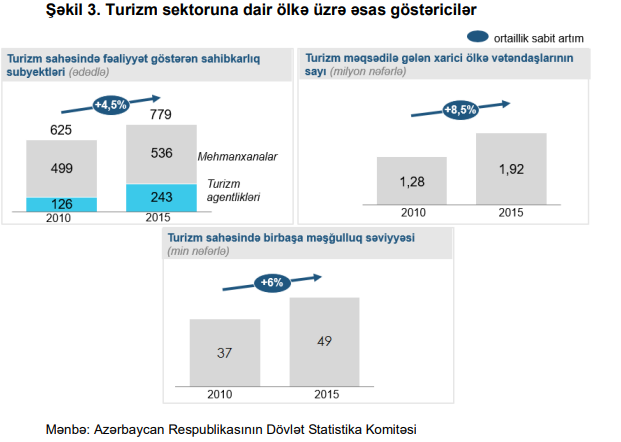 Şəkil 3. Turizm sektoruna dair ölkə üzrə əsas göstəricilər
ortaillik sabit artım
Turizm sahəsində fəaliyyət göstərən sahibkarlıq
subyektləri (ədədlə)
+4,5%
625
779
499
536
Mehmanxanalar
126
243
Turizm
agentlikləri
2010
2015
Turizm məqsədilə gələn xarici ölkə vətəndaşlarının
sayı (milyon nəfərlə)
+8,5%
1,28
1,92
2010
2015
Turizm sahəsində birbaşa məşğulluq səviyyəsi
(min nəfərlə)
+6%
37
49
2010
2015
Mənbə: Azərbaycan Respublikasının Dövlət Statistika Komitəsi